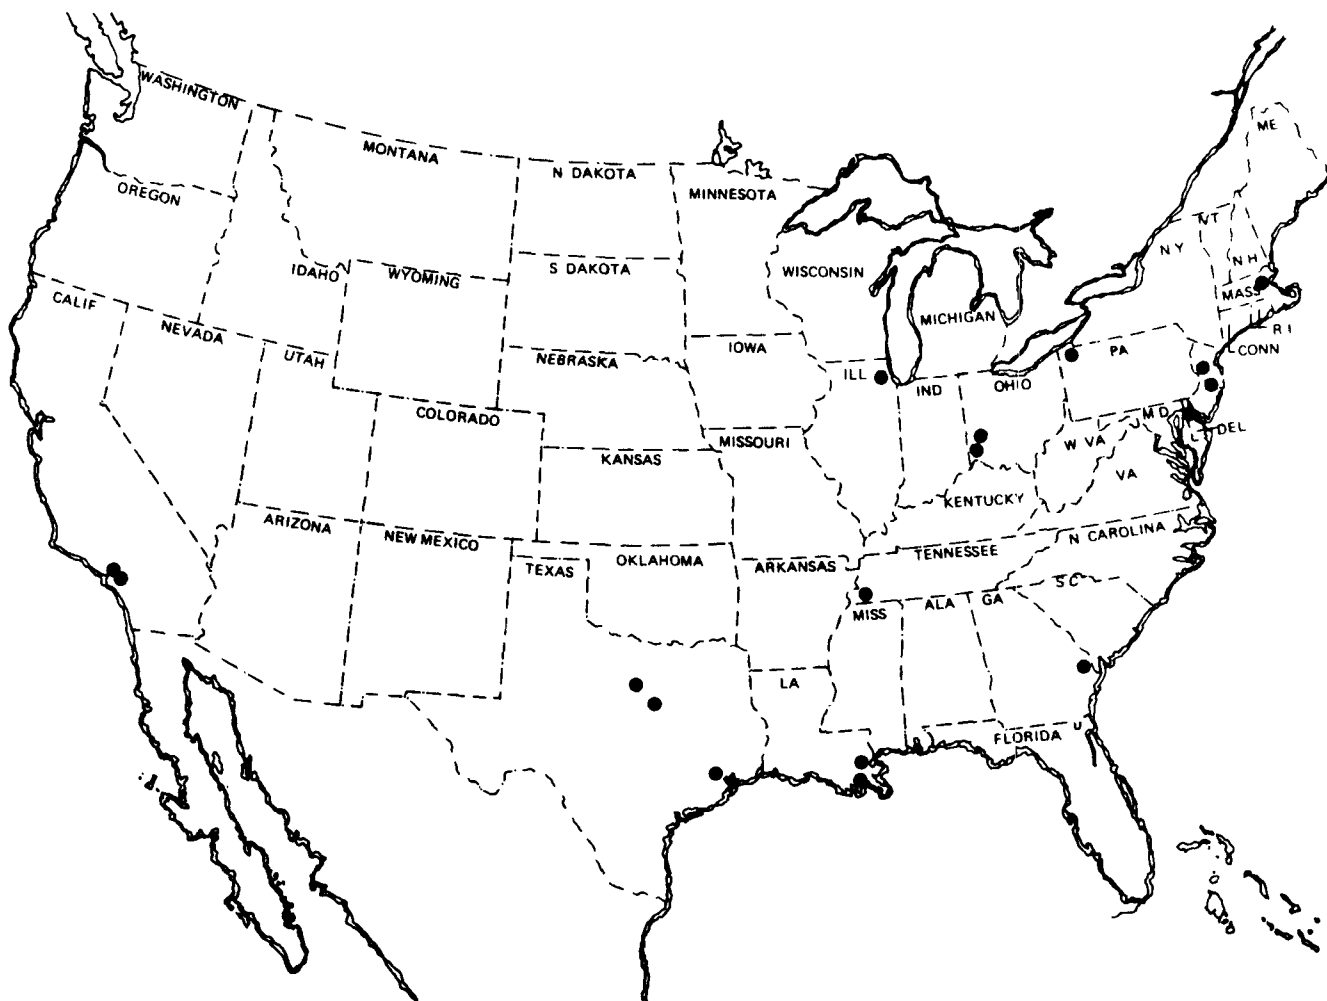 WASHINGTON
ME
MONTANA
N DAKOTA
MINNESOTA
OREGON
VT
N Y
N H
IDAHO
WYOMING
S DAKOTA
WISCONSIN
MASS
CALIF
NEVADA
MICHIGAN
R I
UTAH
NEBRASKA
IOWA
PA
CONN
ILL
IND
OHIO
COLORADO
M D
DEL
MISSOURI
W VA
KANSAS
VA
KENTUCKY
ARIZONA
NEW MEXICO
N CAROLINA
TENNESSEE
TEXAS
OKLAHOMA
ARKANSAS
S C
MISS
ALA
GA
LA
FLORIDA